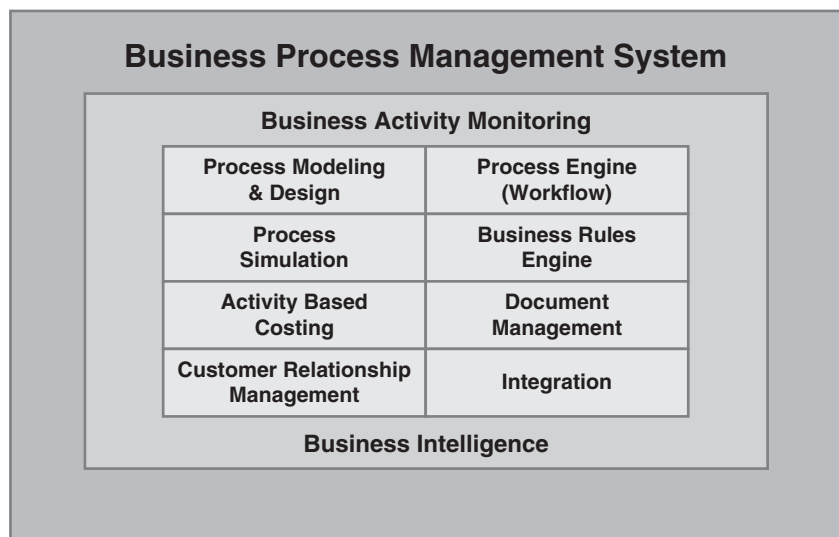 Business Process Management System
Business Activity Monitoring
Process Modeling
& Design
Process Engine
(Workflow)
Process
Simulation
Business Rules
Engine
Activity Based
Costing
Document
Management
Customer Relationship
Management
Integration
Business Intelligence